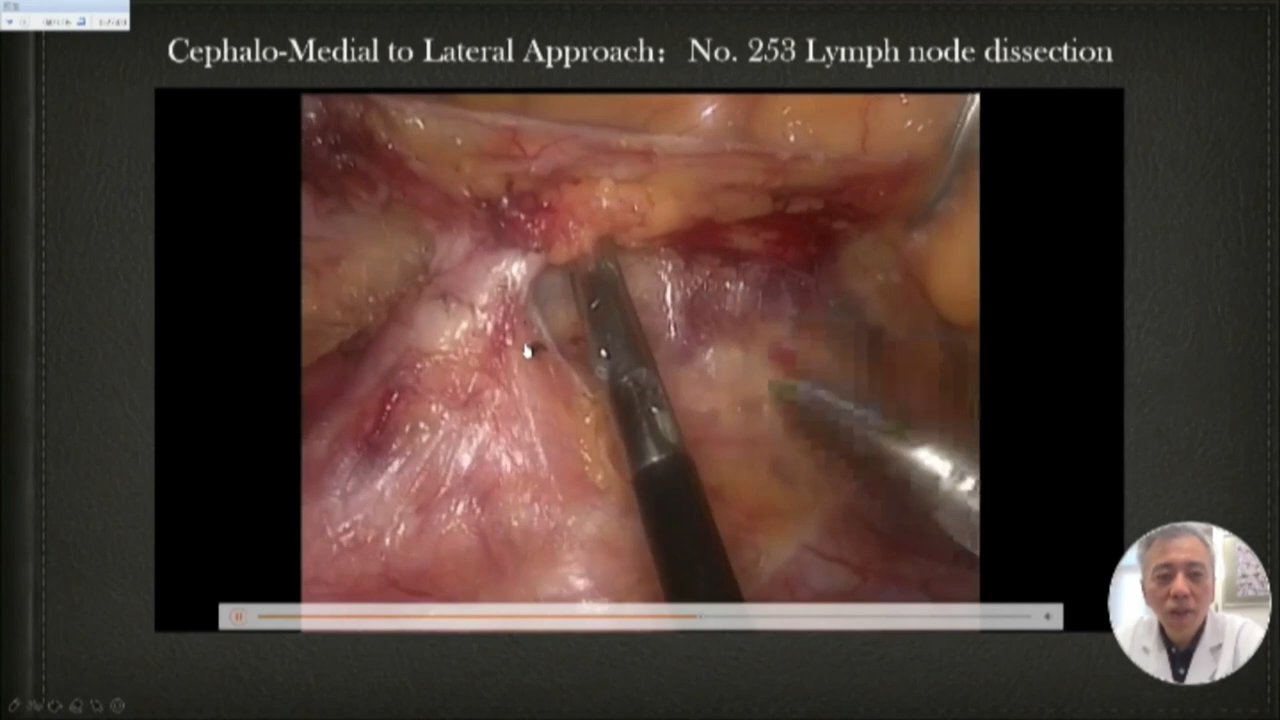 Cephalo-Medial to Lateral Approach： No. 253 Lymph node dissection